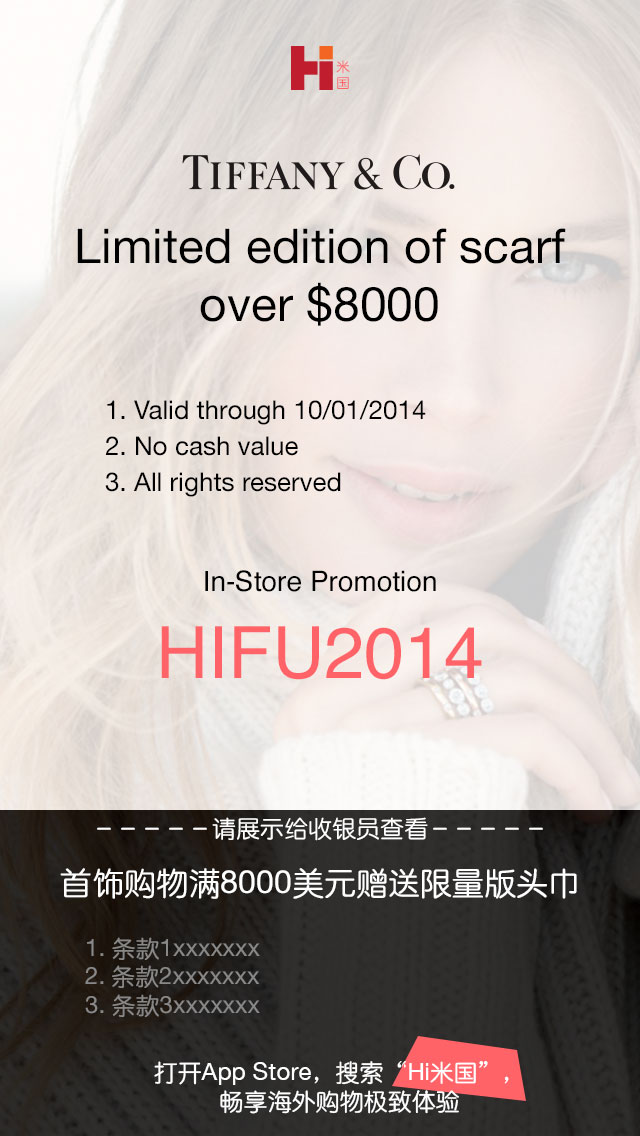 Hi米国
TIFFANY & CO.
Limited edition of scarf
over $8000
1. Valid through 10/01/2014
2. No cash value
3. All rights reserved
In-Store Promotion
HIFU2014
- - - - - 请展示给收银员查看 - - - - -
首饰购物满8000美元赠送限量版头巾
1. 条款1xxxxxxx
2. 条款2xxxxxxx
3. 条款3xxxxxxx
打开App Store，搜索“Hi米国”，
畅享海外购物极致体验